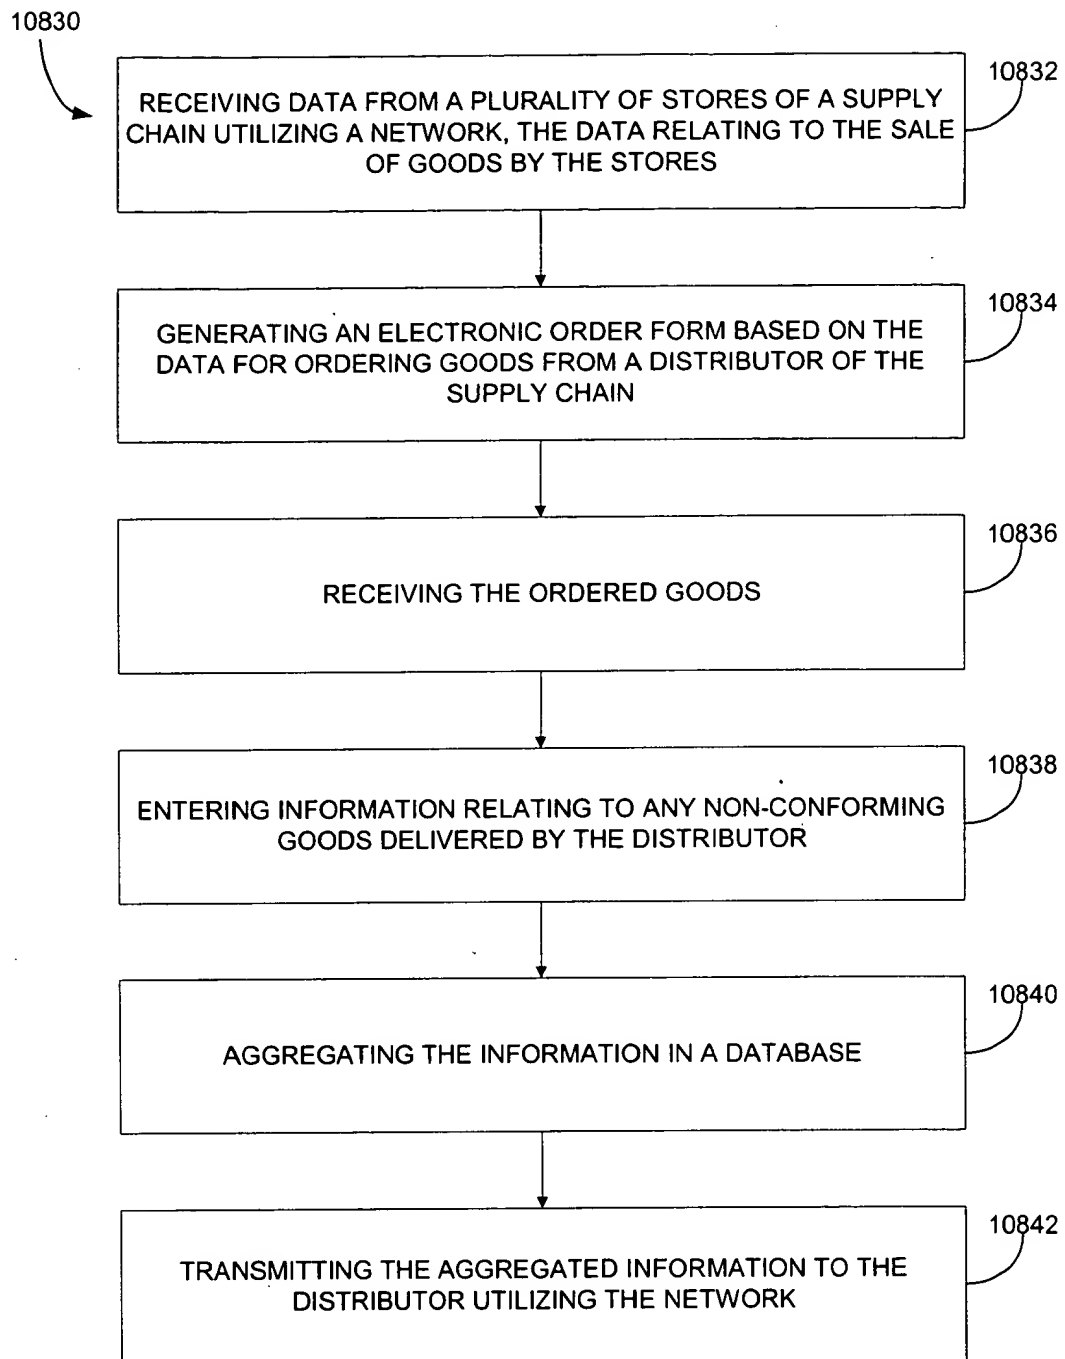 10830
10832
RECEIVING DATA FROM A PLURALITY OF STORES OF A SUPPLY
CHAIN UTILIZING A NETWORK, THE DATA RELATING TO THE SALE
OF GOODS BY THE STORES
10834
GENERATING AN ELECTRONIC ORDER FORM BASED ON THE
DATA FOR ORDERING GOODS FROM A DISTRIBUTOR OF THE
SUPPLY CHAIN
10836
RECEIVING THE ORDERED GOODS
10838
ENTERING INFORMATION RELATING TO ANY NON-CONFORMING
GOODS DELIVERED BY THE DISTRIBUTOR
10840
AGGREGATING THE INFORMATION IN A DATABASE
10842
TRANSMITTING THE AGGREGATED INFORMATION TO THE
DISTRIBUTOR UTILIZING THE NETWORK